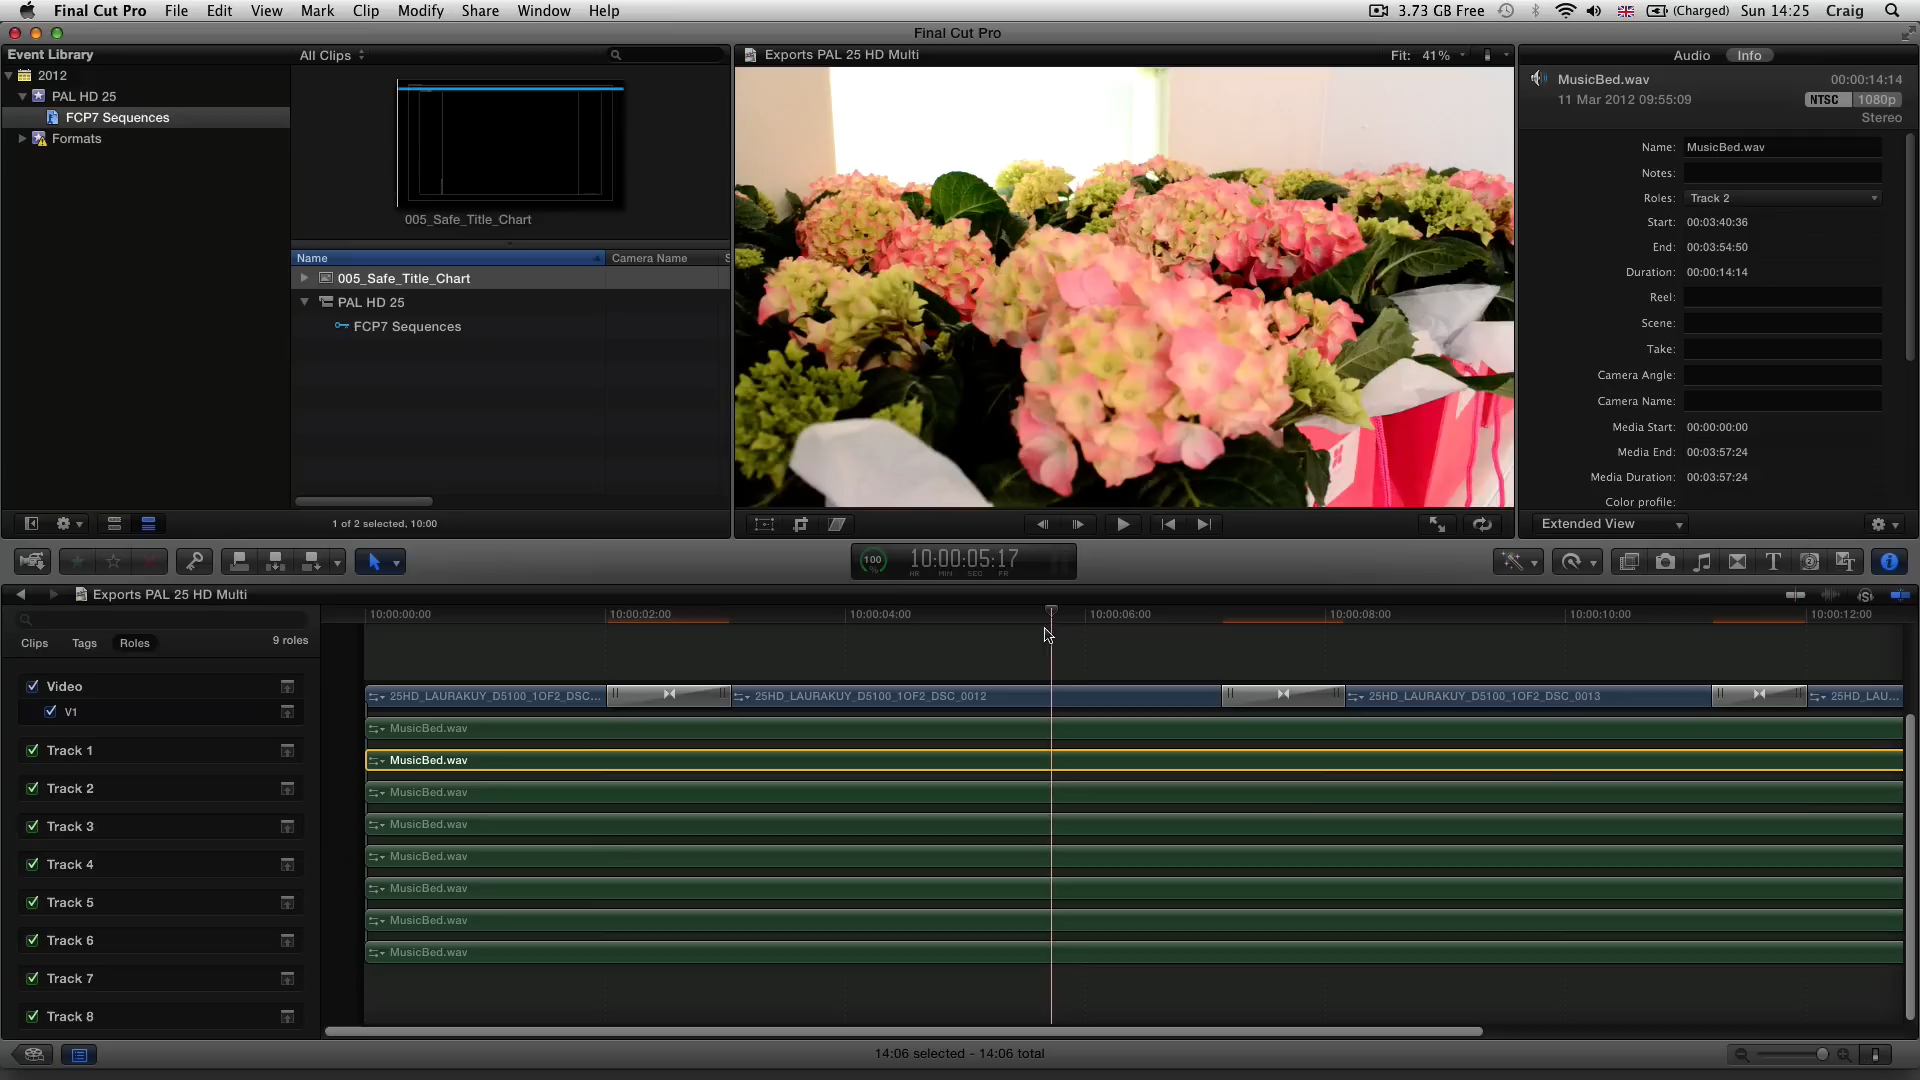 Final Cut Pro File Edit View Mark Clip Modify Share Window Help 3.73 GB Free (Charged) Sun 14:25 Craig
Final Cut Pro
Event Library
2012
PAL HD 25
FCP7 Sequences
Formats
All Clips
005_Safe_Title_Chart
Name Camera Name S
005_Safe_Title_Chart
PAL HD 25
FCP7 Sequences
1 of 2 selected, 10:00
Exports PAL 25 HD Multi Fit: 41%
Audio Info
MusicBed.wav 00:00:14:14
11 Mar 2012 09:55:09 NTSC 1080p
Stereo
Name: MusicBed.wav
Notes:
Roles: Track 2
Start: 00:03:40:36
End: 00:03:54:50
Duration: 00:00:14:14
Reel:
Scene:
Take:
Camera Angle:
Camera Name:
Media Start: 00:00:00:00
Media End: 00:03:57:24
Media Duration: 00:03:57:24
Color profile:
Extended View
100 % 10:00:05:17
HR MIN SEC FR
Exports PAL 25 HD Multi
10:00:00:00 10:00:02:00 10:00:04:00 10:00:06:00 10:00:08:00 10:00:10:00 10:00:12:00
Clips Tags Roles 9 roles
Video
V1
Track 1
Track 2
Track 3
Track 4
Track 5
Track 6
Track 7
Track 8
25HD_LAURAKUY_D5100_1OF2_DSC... 25HD_LAURAKUY_D5100_1OF2_DSC_0012 25HD_LAURAKUY_D5100_1OF2_DSC_0013 25HD_LAU...
MusicBed.wav
MusicBed.wav
MusicBed.wav
MusicBed.wav
MusicBed.wav
MusicBed.wav
MusicBed.wav
MusicBed.wav
14:06 selected - 14:06 total